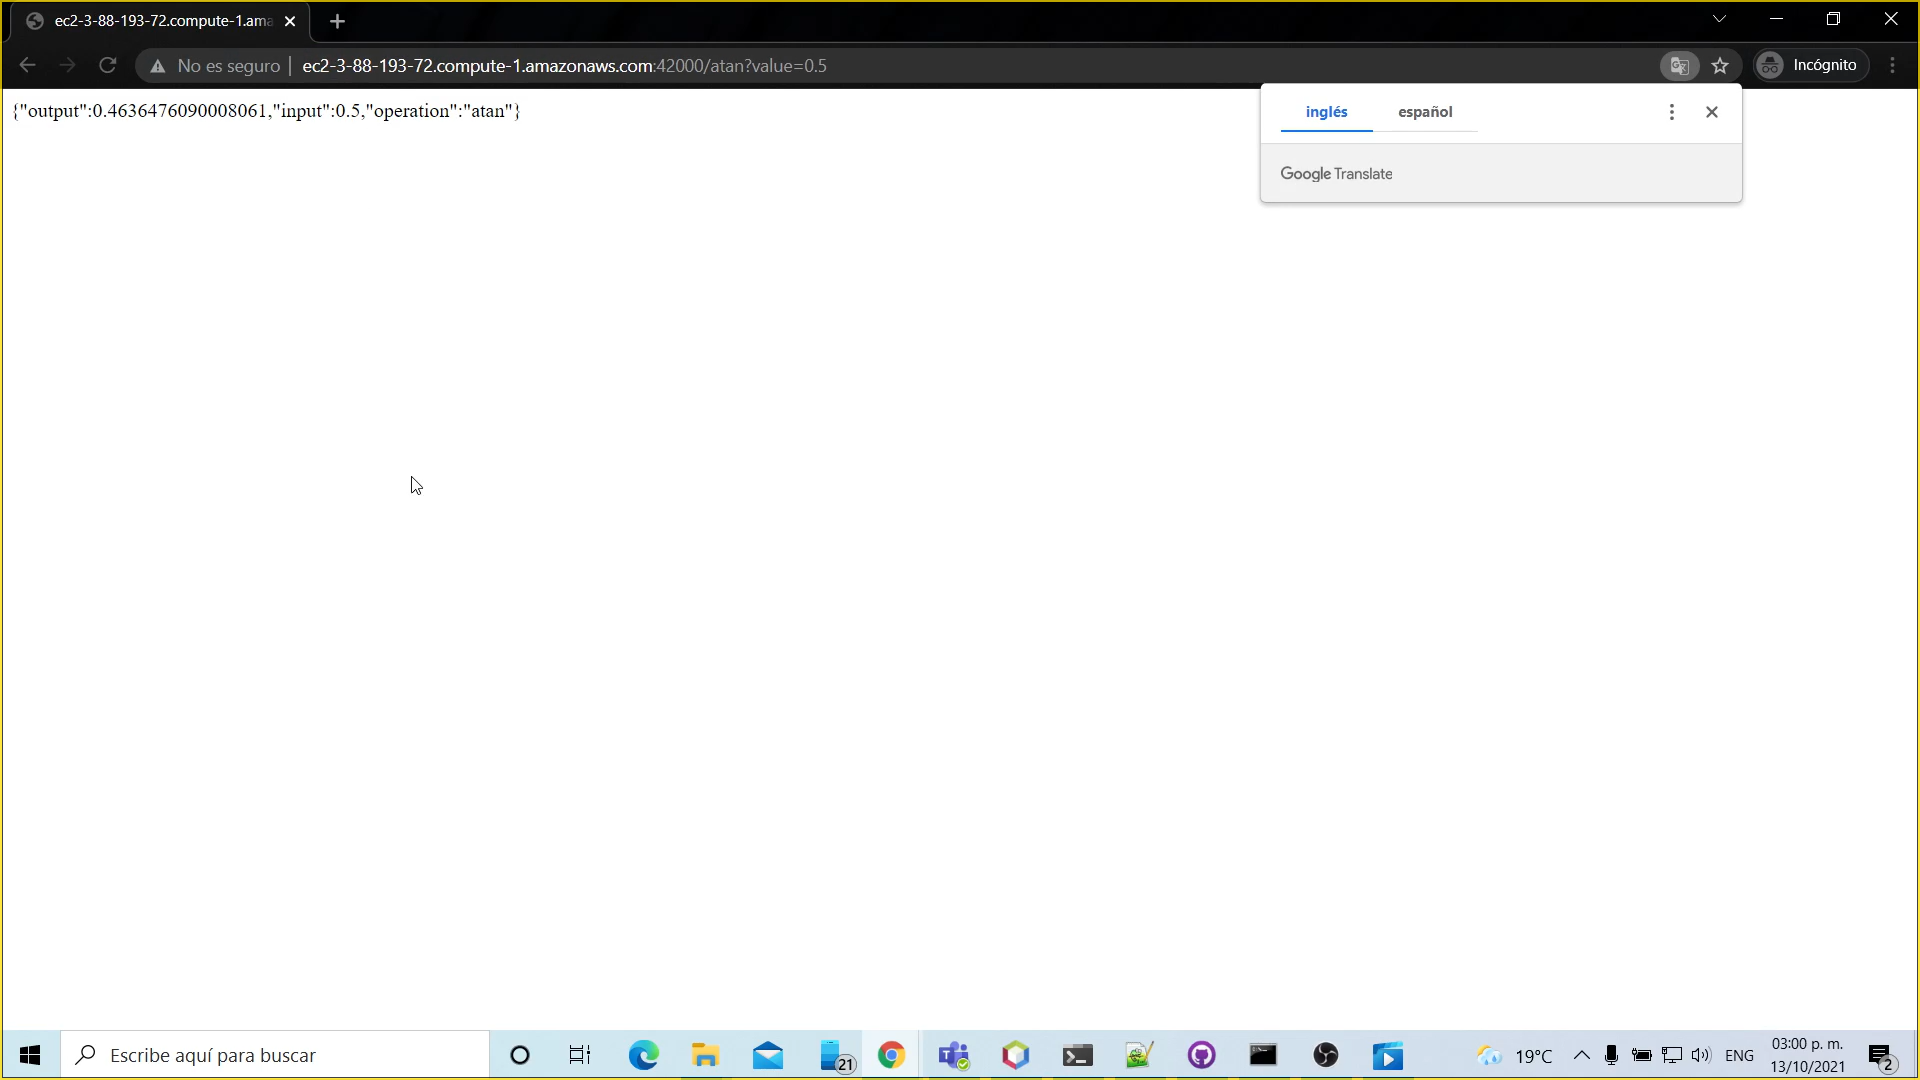 ec2-3-88-193-72.compute-1.ama
No es seguro | ec2-3-88-193-72.compute-1.amazonaws.com:42000/atan?value=0.5
Incógnito
{"output":0.4636476090008061,"input":0.5,"operation":"atan"}
inglés español
Google Translate
Escribe aquí para buscar
21
19°C
ENG
03:00 p. m.
13/10/2021
2